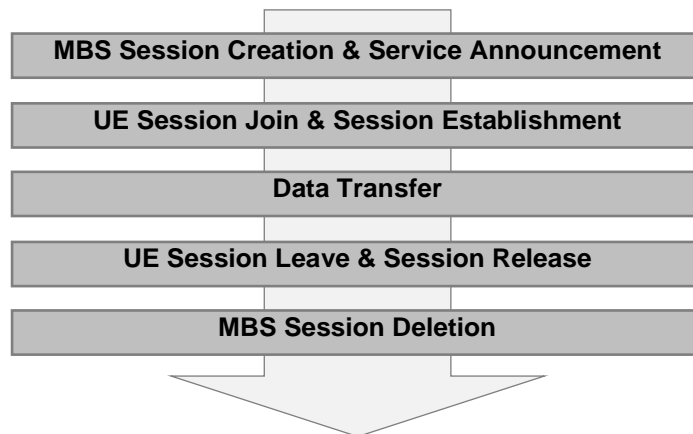 MBS Session Creation & Service Announcement
UE Session Join & Session Establishment
Data Transfer
UE Session Leave & Session Release
MBS Session Deletion